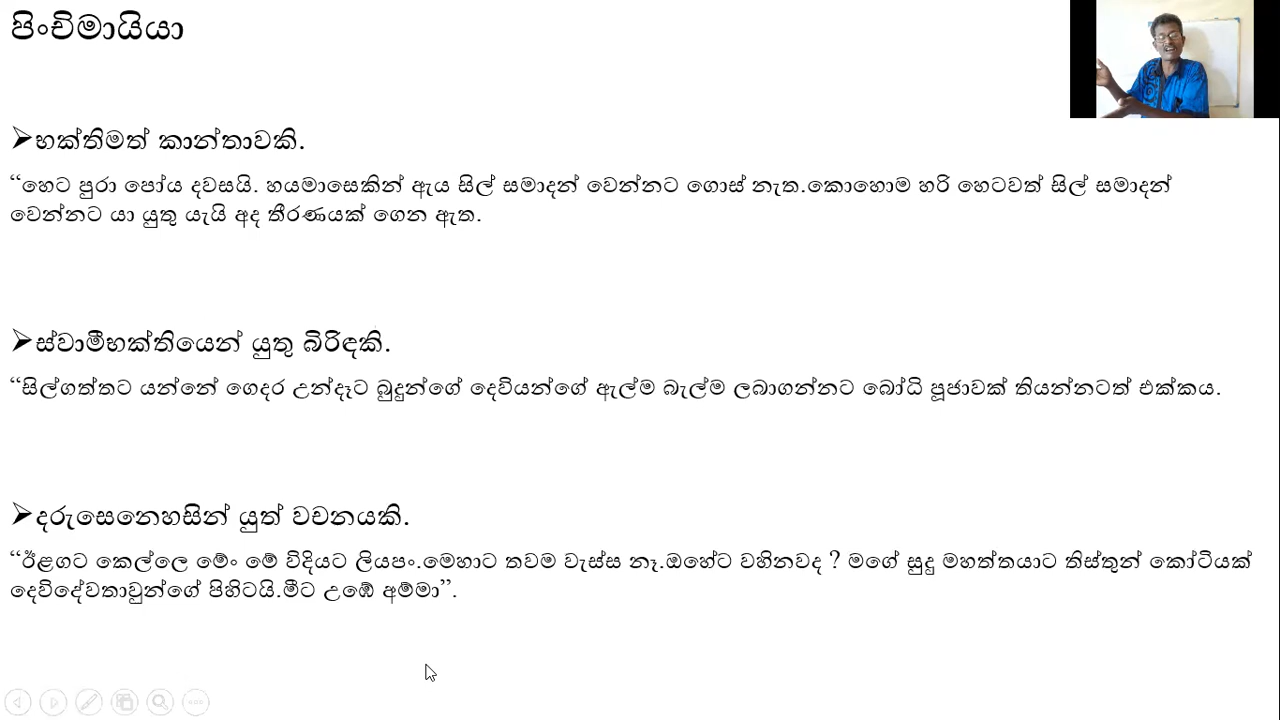 පිංචිමායියා
➢භක්තිමත් කාන්තාවකි.
“හෙට පුරා පෝය දවසයි. හයමාසෙකින් ඇය සිල් සමාදන් වෙන්නට ගොස් නැත.කොහොම හරි හෙටවත් සිල් සමාදන්
වෙන්නට යා යුතු යැයි අද තීරණයක් ගෙන ඇත.
➢ස්වාමීභක්තියෙන් යුතු බිරිඳකි.
“සිල්ගත්තට යන්නේ ගෙදර උන්දෑට බුදුන්ගේ දෙවියන්ගේ ඇල්ම බැල්ම ලබාගන්නට බෝධි පූජාවක් තියන්නටත් එක්කය.
➢දරුසෙනෙහසින් යුත් වචනයකි.
“ඊළගට කෙල්ලෙ මේං මේ විදියට ලියපං.මෙහාට තවම වැස්ස නෑ.ඔහේට වහිනවද ? මගේ සුදු මහත්තයාට තිස්තුන් කෝටියක්
දෙවිදේවතාවුන්ගේ පිහිටයි.මීට උඹේ අම්මා”.